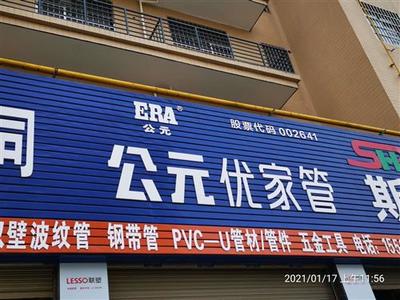 ERA®
公元
股票代码 002641
公元优家管
壁波纹管 钢带管 PVC—U管材/管件 五金工具 电话:
LESSO联塑
2021/01/17 上午11:56